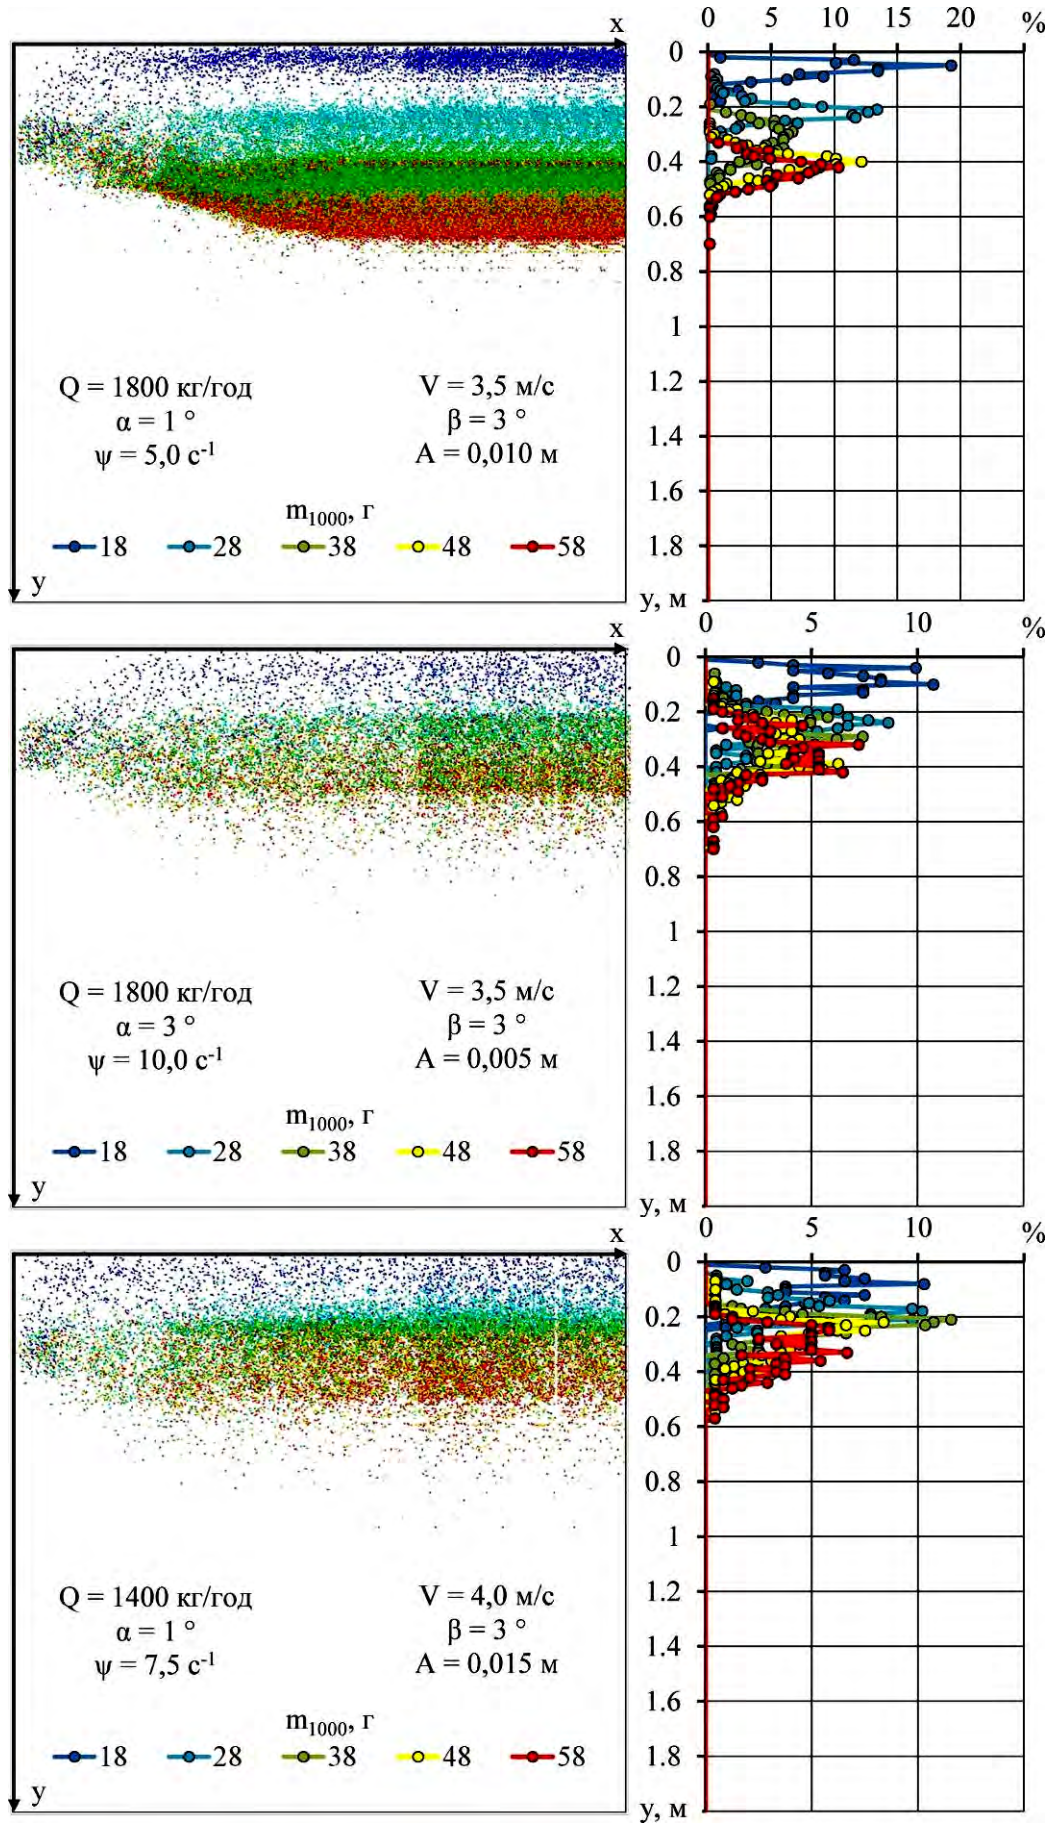 x
0 5 10 15 20 %
0
0.2
0.4
0.6
0.8
1
1.2
1.4
1.6
1.8
y, м
Q = 1800 кг/год V = 3,5 м/с
α = 1 ° β = 3 °
ψ = 5,0 с-1 A = 0,010 м
m1000, г
18 28 38 48 58
y
x
0 5 10 %
0
0.2
0.4
0.6
0.8
1
1.2
1.4
1.6
1.8
y, м
Q = 1800 кг/год V = 3,5 м/с
α = 3 ° β = 3 °
ψ = 10,0 с-1 A = 0,005 м
m1000, г
18 28 38 48 58
y
x
0 5 10 %
0
0.2
0.4
0.6
0.8
1
1.2
1.4
1.6
1.8
y, м
Q = 1400 кг/год V = 4,0 м/с
α = 1 ° β = 3 °
ψ = 7,5 с-1 A = 0,015 м
m1000, г
18 28 38 48 58
y